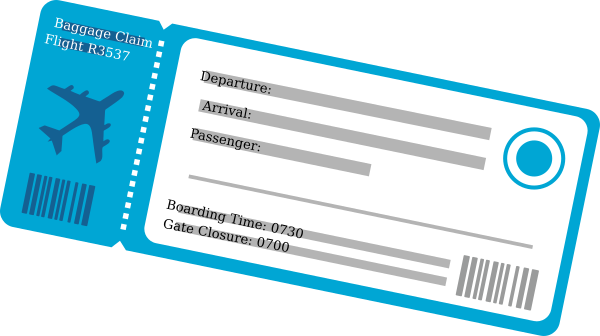 Baggage Claim
Flight R3537
Departure:
Arrival:
Passenger:
Boarding Time: 0730
Gate Closure: 0700